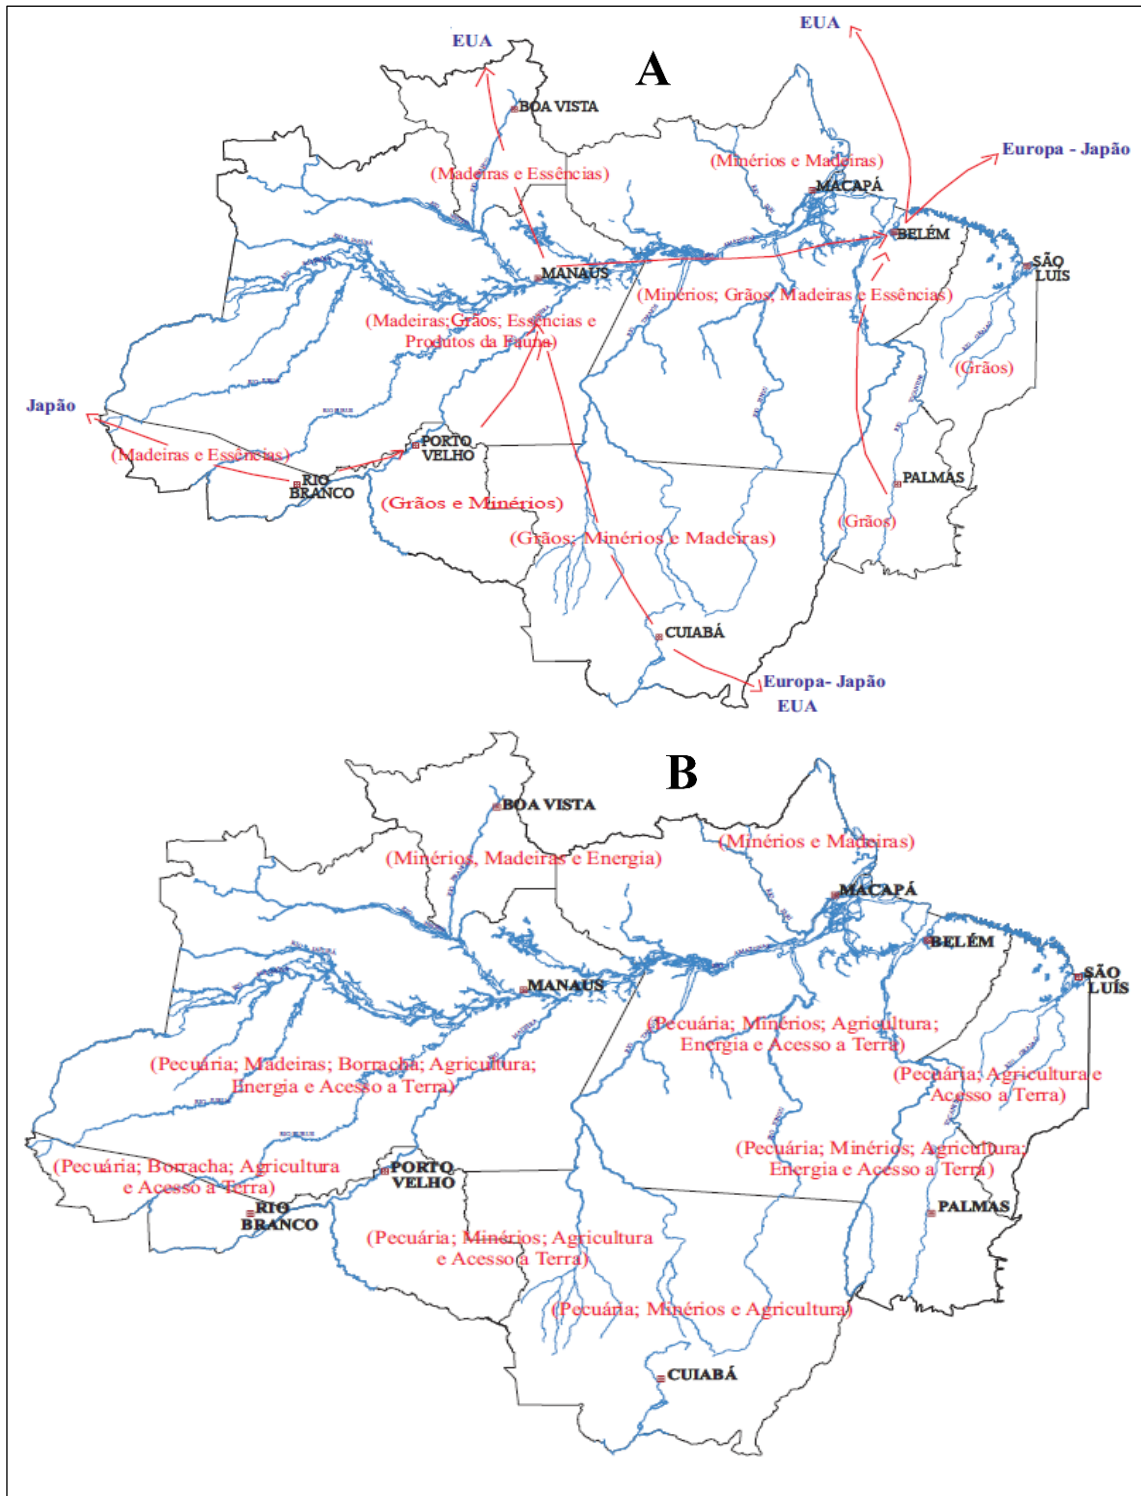 EUA
EUA
A
BOA VISTA
Europa - Japão
(Minérios e Madeiras)
(Madeiras e Essências)
MACAPÁ
BELÉM
SÃO
LUÍS
MANAUS
(Minérios; Grãos; Madeiras e Essências)
(Madeiras;Grãos; Essências e
Produtos da Fauna)
(Grãos)
Japão
(Madeiras e Essências)
PORTO
VELHO
RIO
BRANCO
PALMAS
(Grãos e Minérios)
(Grãos)
(Grãos; Minérios e Madeiras)
CUIABÁ
Europa- Japão
EUA
B
BOA VISTA
(Minérios e Madeiras)
(Minérios, Madeiras e Energia)
MACAPÁ
BELÉM
SÃO
LUÍS
MANAUS
(Pecuária; Minérios; Agricultura;
Energia e Acesso a Terra)
(Pecuária; Madeiras; Borracha; Agricultura;
Energia e Acesso a Terra)
(Pecuária; Agricultura e
Acesso a Terra)
(Pecuária; Minérios; Agricultura;
Energia e Acesso a Terra)
(Pecuária; Borracha; Agricultura
e Acesso a Terra)
PORTO
VELHO
RIO
BRANCO
PALMAS
(Pecuária; Minérios; Agricultura
e Acesso a Terra)
(Pecuária; Minérios e Agricultura)
CUIABÁ